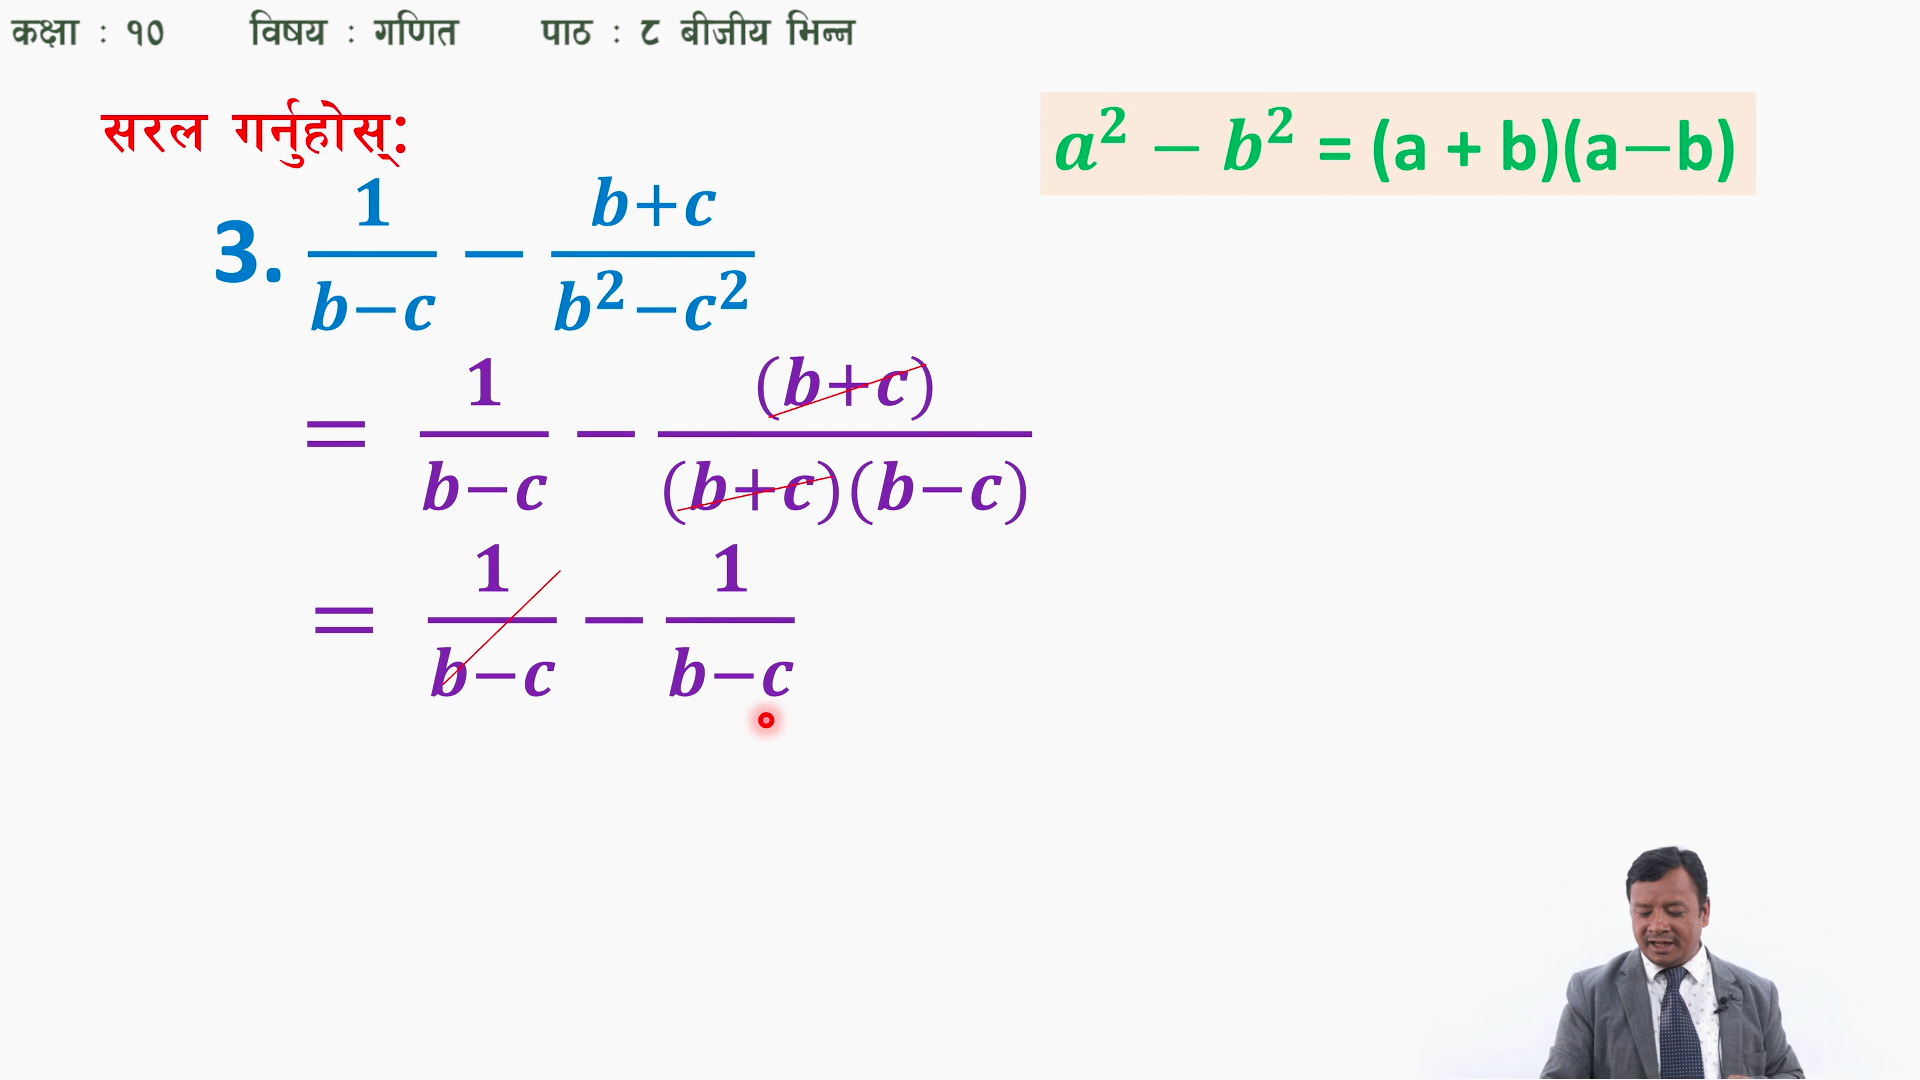 कक्षा : १० विषय : गणित पाठ : ८ बीजीय भिन्न
सरल गर्नुहोस्:
a² − b² = (a + b)(a−b)
3. 1/(b−c) − (b+c)/(b²−c²)
= 1/(b−c) − (b+c)/((b+c)(b−c))
= 1/(b−c) − 1/(b−c)